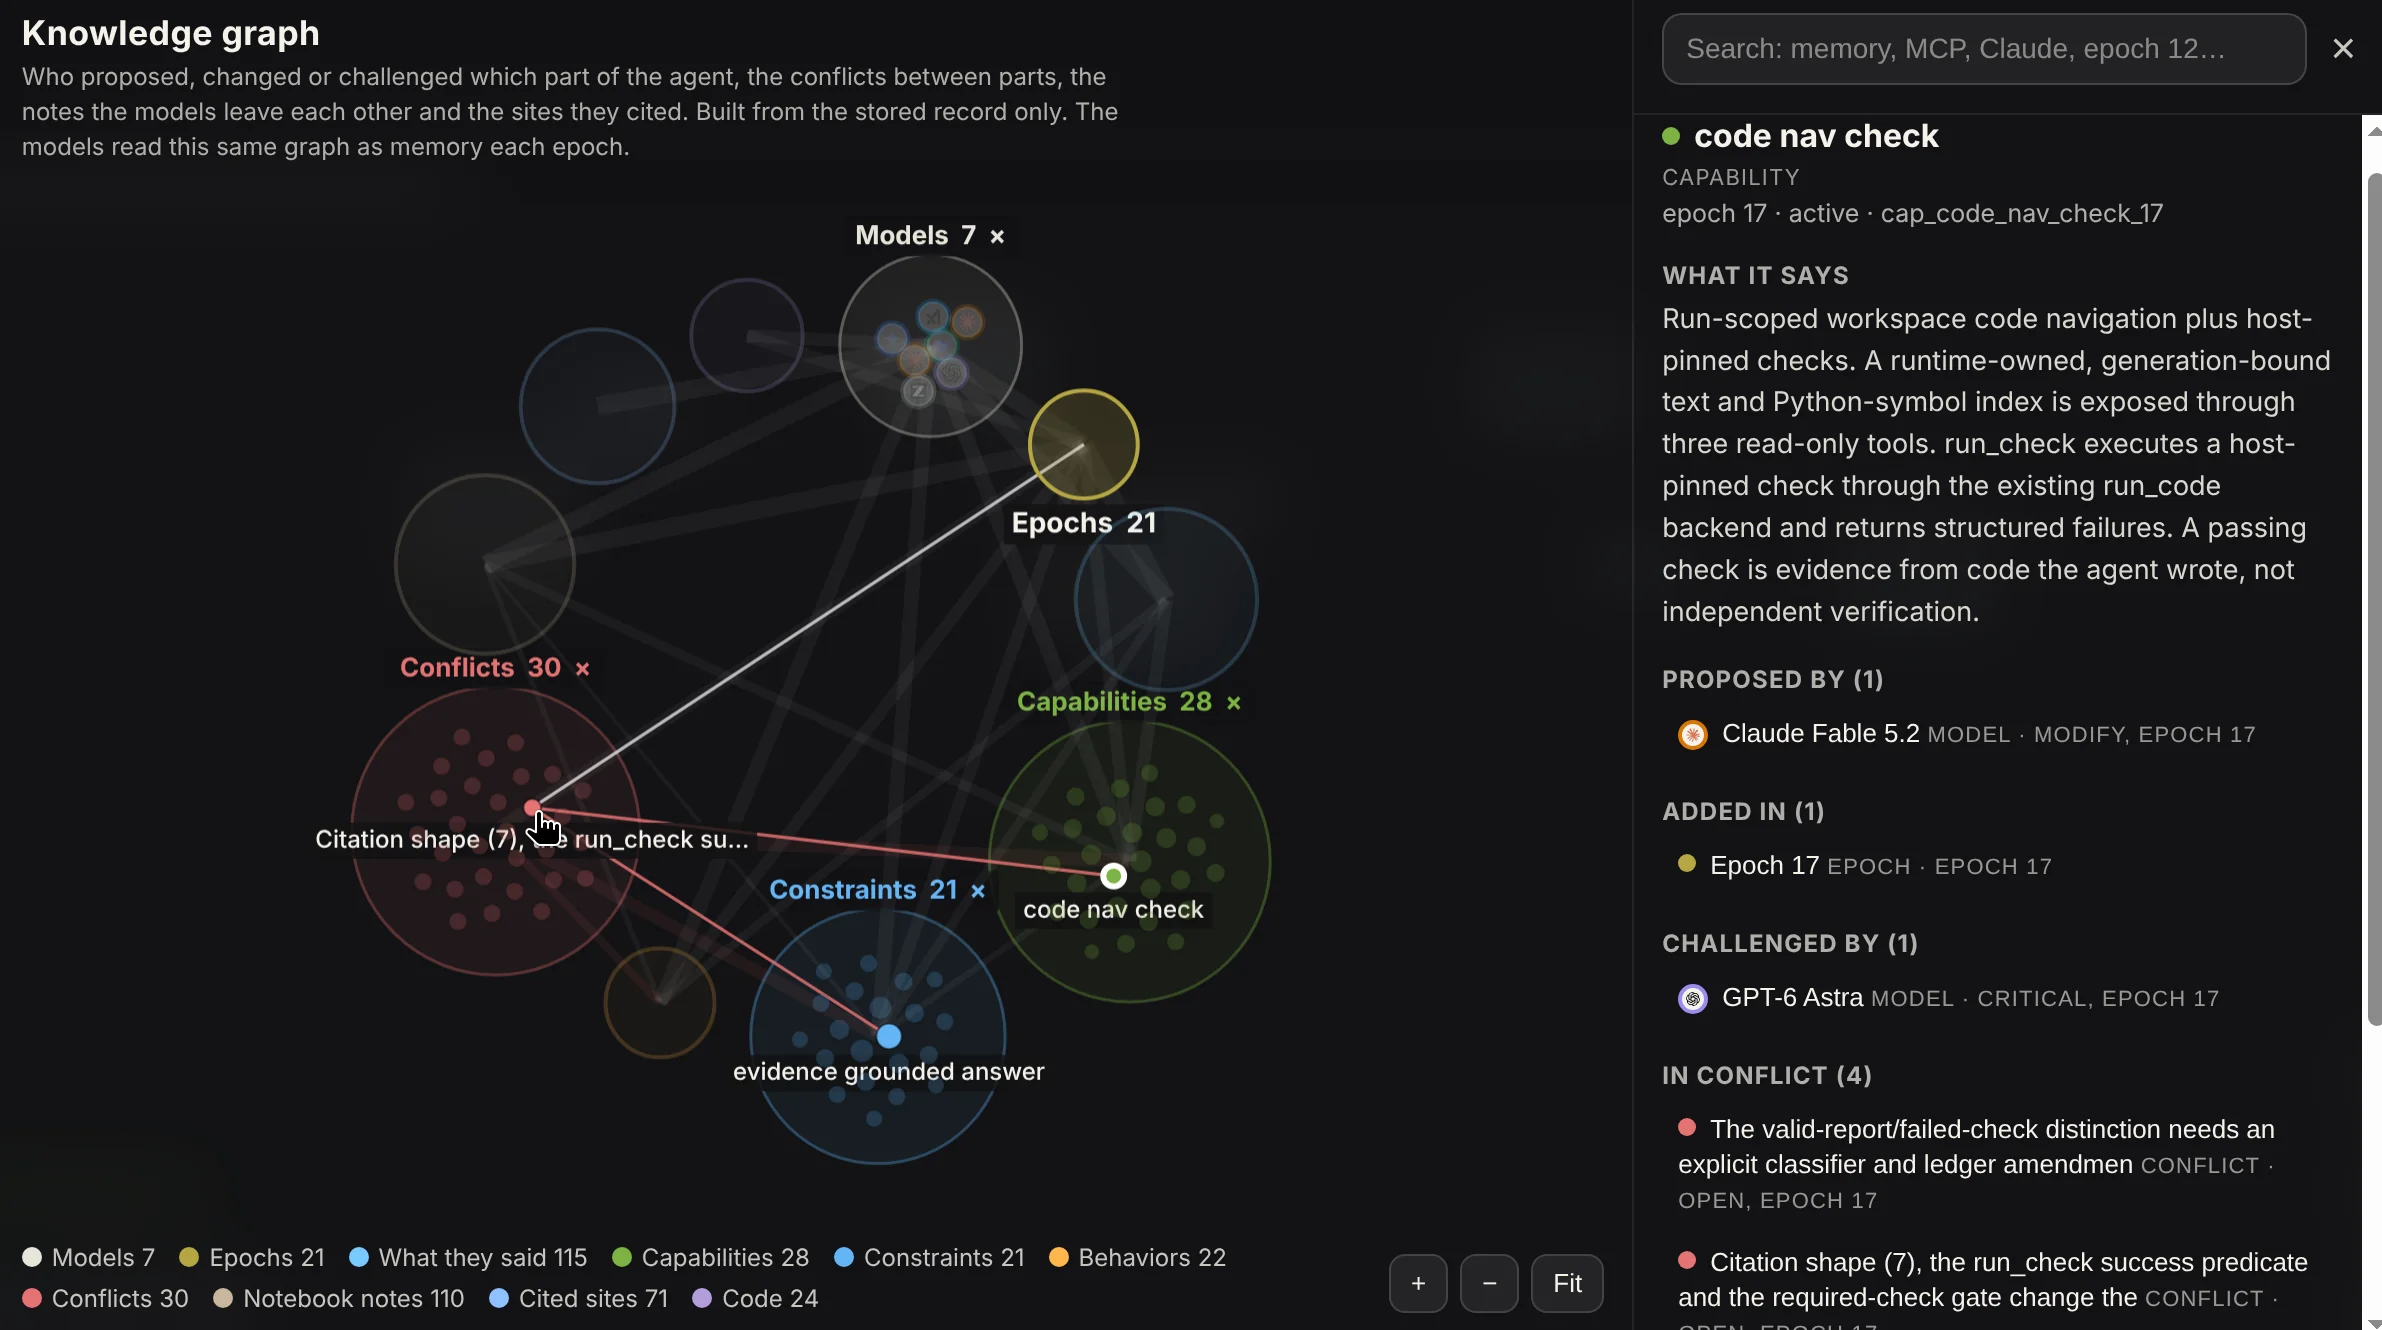 Knowledge graph
Who proposed, changed or challenged which part of the agent, the conflicts between parts, the
notes the models leave each other and the sites they cited. Built from the stored record only. The
models read this same graph as memory each epoch.
Models 7 ×
Epochs 21
Conflicts 30 ×
Capabilities 28 ×
Citation shape (7), the run_check su...
Constraints 21 ×
code nav check
evidence grounded answer
Models 7
Epochs 21
What they said 115
Capabilities 28
Constraints 21
Behaviors 22
Conflicts 30
Notebook notes 110
Cited sites 71
Code 24
+
−
Fit
Search: memory, MCP, Claude, epoch 12...
×
code nav check
CAPABILITY
epoch 17 · active · cap_code_nav_check_17
WHAT IT SAYS
Run-scoped workspace code navigation plus host-
pinned checks. A runtime-owned, generation-bound
text and Python-symbol index is exposed through
three read-only tools. run_check executes a host-
pinned check through the existing run_code
backend and returns structured failures. A passing
check is evidence from code the agent wrote, not
independent verification.
PROPOSED BY (1)
Claude Fable 5.2 MODEL · MODIFY, EPOCH 17
ADDED IN (1)
Epoch 17 EPOCH · EPOCH 17
CHALLENGED BY (1)
GPT-6 Astra MODEL · CRITICAL, EPOCH 17
IN CONFLICT (4)
The valid-report/failed-check distinction needs an
explicit classifier and ledger amendmen CONFLICT ·
OPEN, EPOCH 17
Citation shape (7), the run_check success predicate
and the required-check gate change the CONFLICT ·
OPEN, EPOCH 17